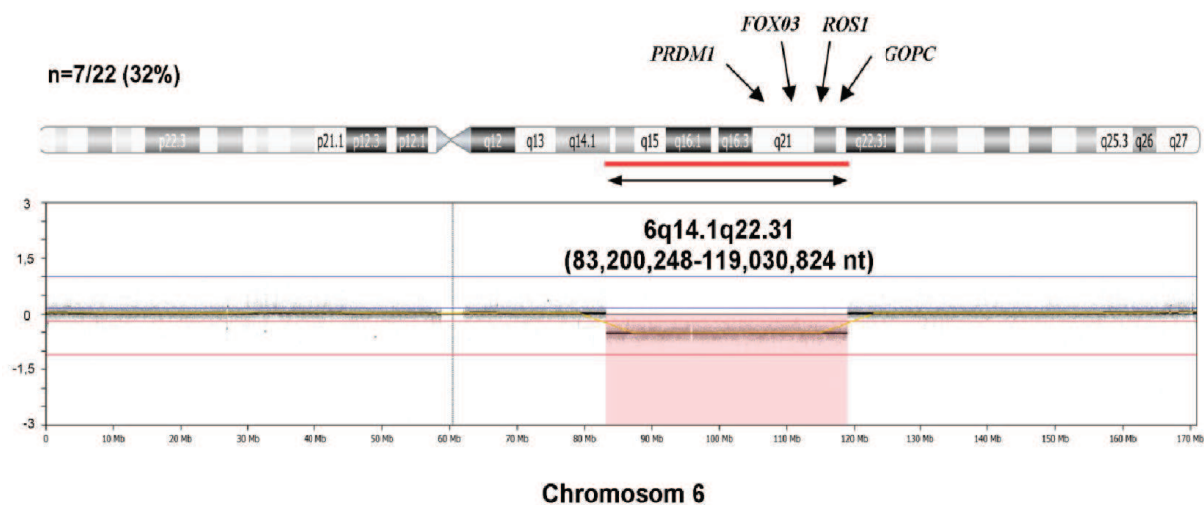 FOX03 ROS1
PRDM1 GOPC
n=7/22 (32%)
p22.3 p21.1 p12.3 p12.1 q12 q13 q14.1 q15 q16.1 q16.3 q21 q22.31 q25.3 q26 q27
6q14.1q22.31
(83,200,248-119,030,824 nt)
3
1,5
0
-1,5
-3
0 10 Mb 20 Mb 30 Mb 40 Mb 50 Mb 60 Mb 70 Mb 80 Mb 90 Mb 100 Mb 110 Mb 120 Mb 130 Mb 140 Mb 150 Mb 160 Mb 170 Mb
Chromosom 6